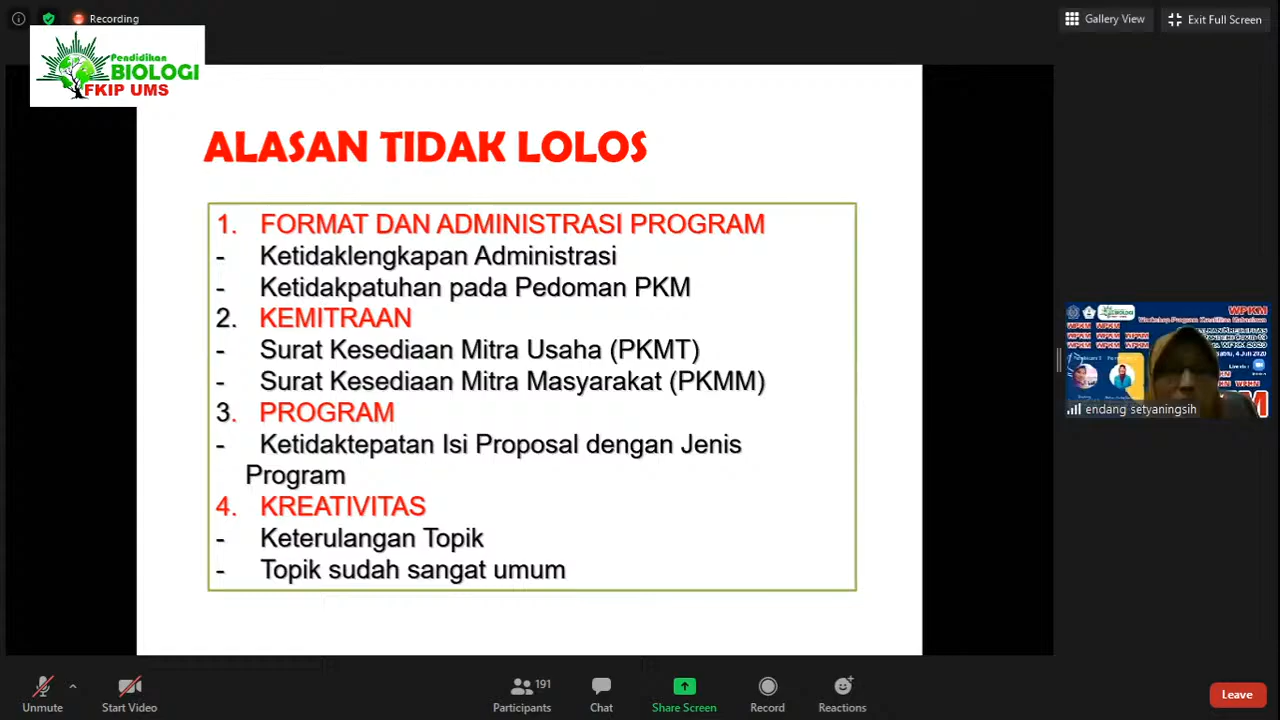 Recording
Gallery View
Exit Full Screen
Pendidikan
BIOLOGI
FKIP UMS
ALASAN TIDAK LOLOS
1. FORMAT DAN ADMINISTRASI PROGRAM
- Ketidaklengkapan Administrasi
- Ketidakpatuhan pada Pedoman PKM
2. KEMITRAAN
- Surat Kesediaan Mitra Usaha (PKMT)
- Surat Kesediaan Mitra Masyarakat (PKMM)
3. PROGRAM
- Ketidaktepatan Isi Proposal dengan Jenis
Program
4. KREATIVITAS
- Keterulangan Topik
- Topik sudah sangat umum
WPKM
endang setyaningsih
Unmute
Start Video
191
Participants
Chat
Share Screen
Record
Reactions
Leave